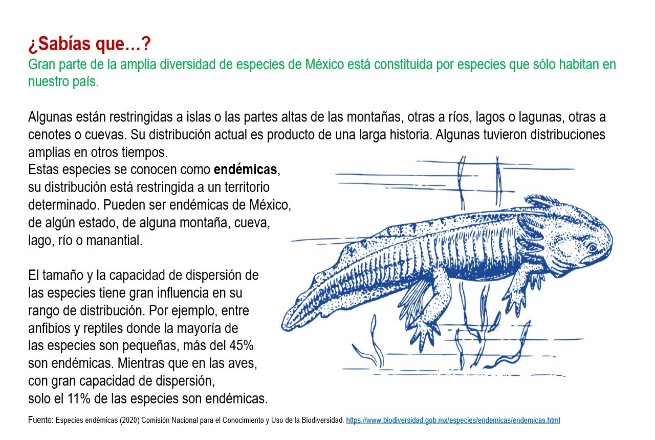 ¿Sabías que…?
Gran parte de la amplia diversidad de especies de México está constituida por especies que sólo habitan en
nuestro país.
Algunas están restringidas a islas o las partes altas de las montañas, otras a ríos, lagos o lagunas, otras a
cenotes o cuevas. Su distribución actual es producto de una larga historia. Algunas tuvieron distribuciones
amplias en otros tiempos.
Estas especies se conocen como endémicas,
su distribución está restringida a un territorio
determinado. Pueden ser endémicas de México,
de algún estado, de alguna montaña, cueva,
lago, río o manantial.
El tamaño y la capacidad de dispersión de
las especies tiene gran influencia en su
rango de distribución. Por ejemplo, entre
anfibios y reptiles donde la mayoría de
las especies son pequeñas, más del 45%
son endémicas. Mientras que en las aves,
con gran capacidad de dispersión,
solo el 11% de las especies son endémicas.
Fuente: Especies endémicas (2020) Comisión Nacional para el Conocimiento y Uso de la Biodiversidad. https://www.biodiversidad.gob.mx/especies/endemicas/endemicas.html